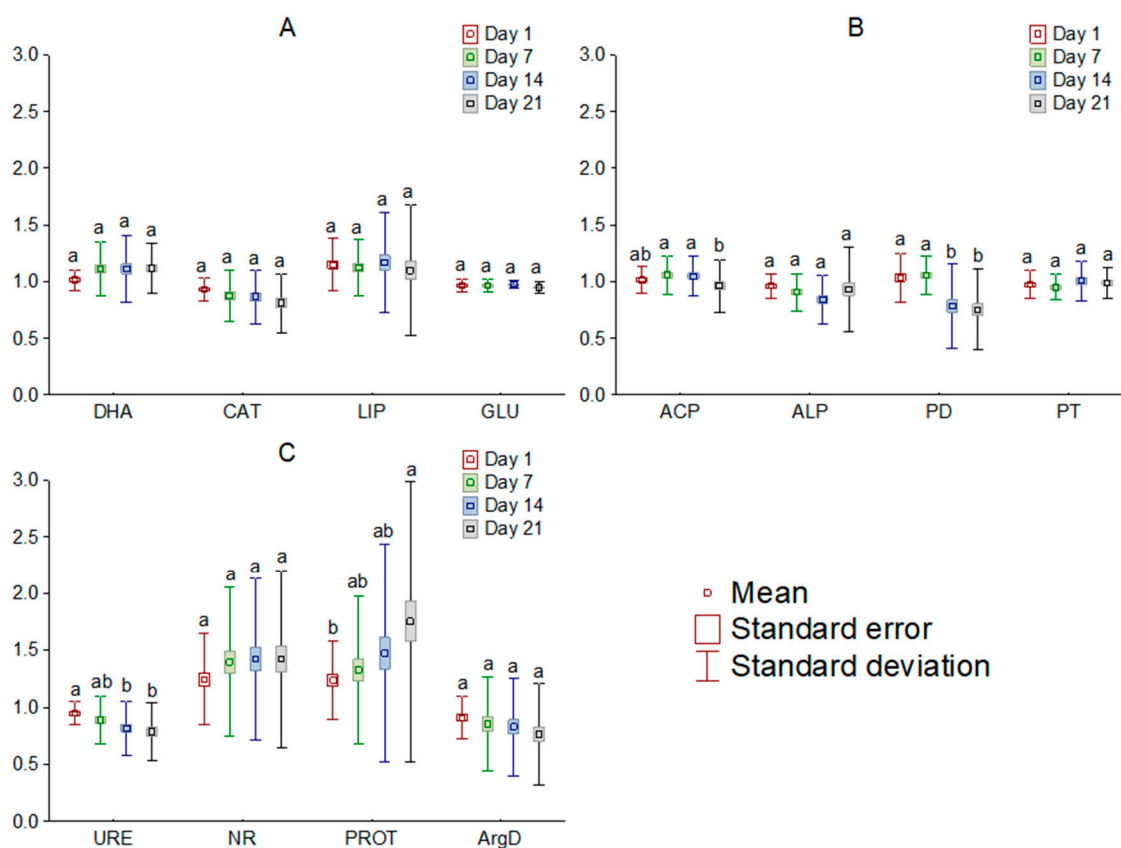 A
Day 1
Day 7
Day 14
Day 21
3.0
2.5
2.0
1.5
1.0
0.5
0.0
a a a a
a a a a
a a a a
a a a a
DHA CAT LIP GLU
B
Day 1
Day 7
Day 14
Day 21
3.0
2.5
2.0
1.5
1.0
0.5
0.0
ab a a b
a a a a
a a b b
a a a a
ACP ALP PD PT
C
Day 1
Day 7
Day 14
Day 21
3.0
2.5
2.0
1.5
1.0
0.5
0.0
a ab b b
a a a a
b ab ab a
a a a a
URE NR PROT ArgD
Mean
Standard error
Standard deviation